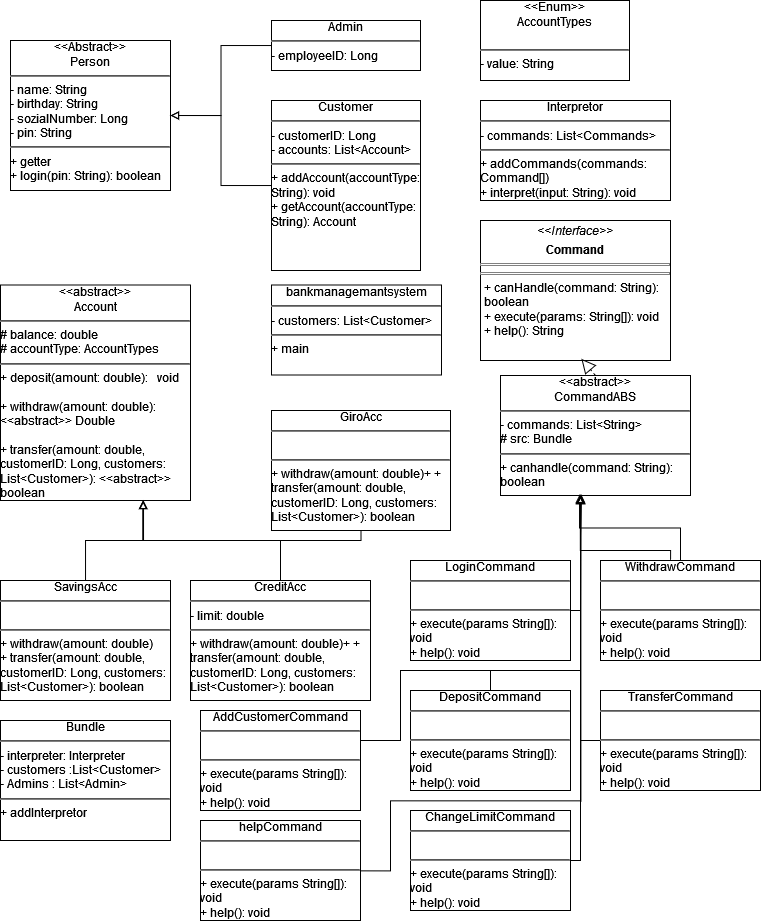 <<Abstract>>
Person
- name: String
- birthday: String
- sozialNumber: Long
- pin: String
+ getter
+ login(pin: String): boolean
Admin
- employeeID: Long
<<Enum>>
AccountTypes
- value: String
Customer
- customerID: Long
- accounts: List<Account>
+ addAccount(accountType:
String): void
+ getAccount(accountType:
String): Account
Interpretor
- commands: List<Commands>
+ addCommands(commands:
Command[])
+ interpret(input: String): void
<<Interface>>
Command
+ canHandle(command: String):
boolean
+ execute(params: String[]): void
+ help(): String
<<abstract>>
Account
# balance: double
# accountType: AccountTypes
+ deposit(amount: double): void
+ withdraw(amount: double):
<<abstract>> Double
+ transfer(amount: double,
customerID: Long, customers:
List<Customer>): <<abstract>>
boolean
bankmanagemantsystem
- customers: List<Customer>
+ main
<<abstract>>
CommandABS
- commands: List<String>
# src: Bundle
+ canhandle(command: String):
boolean
GiroAcc
+ withdraw(amount: double)+ +
transfer(amount: double,
customerID: Long, customers:
List<Customer>): boolean
SavingsAcc
+ withdraw(amount: double)
+ transfer(amount: double,
customerID: Long, customers:
List<Customer>): boolean
CreditAcc
- limit: double
+ withdraw(amount: double)+ +
transfer(amount: double,
customerID: Long, customers:
List<Customer>): boolean
LoginCommand
+ execute(params String[]):
void
+ help(): void
WithdrawCommand
+ execute(params String[]):
void
+ help(): void
Bundle
- interpreter: Interpreter
- customers :List<Customer>
- Admins : List<Admin>
+ addInterpretor
AddCustomerCommand
+ execute(params String[]):
void
+ help(): void
DepositCommand
+ execute(params String[]):
void
+ help(): void
TransferCommand
+ execute(params String[]):
void
+ help(): void
helpCommand
+ execute(params String[]):
void
+ help(): void
ChangeLimitCommand
+ execute(params String[]):
void
+ help(): void